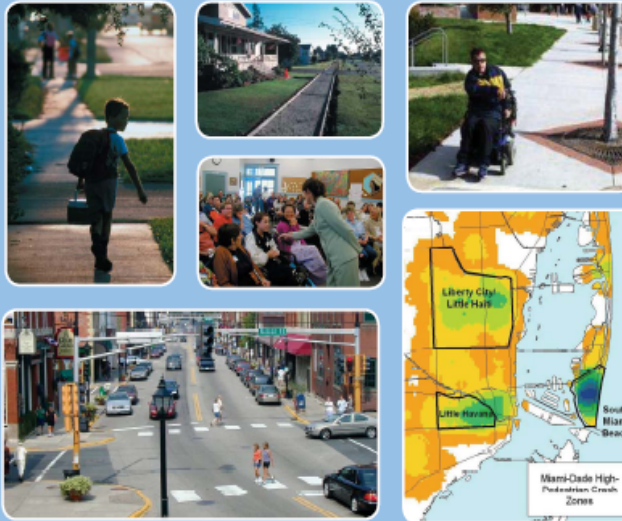 Liberty City/
Little Haiti
Little Havana
South
Miami
Beach
Miami-Dade High-
Pedestrian Crash
Zones